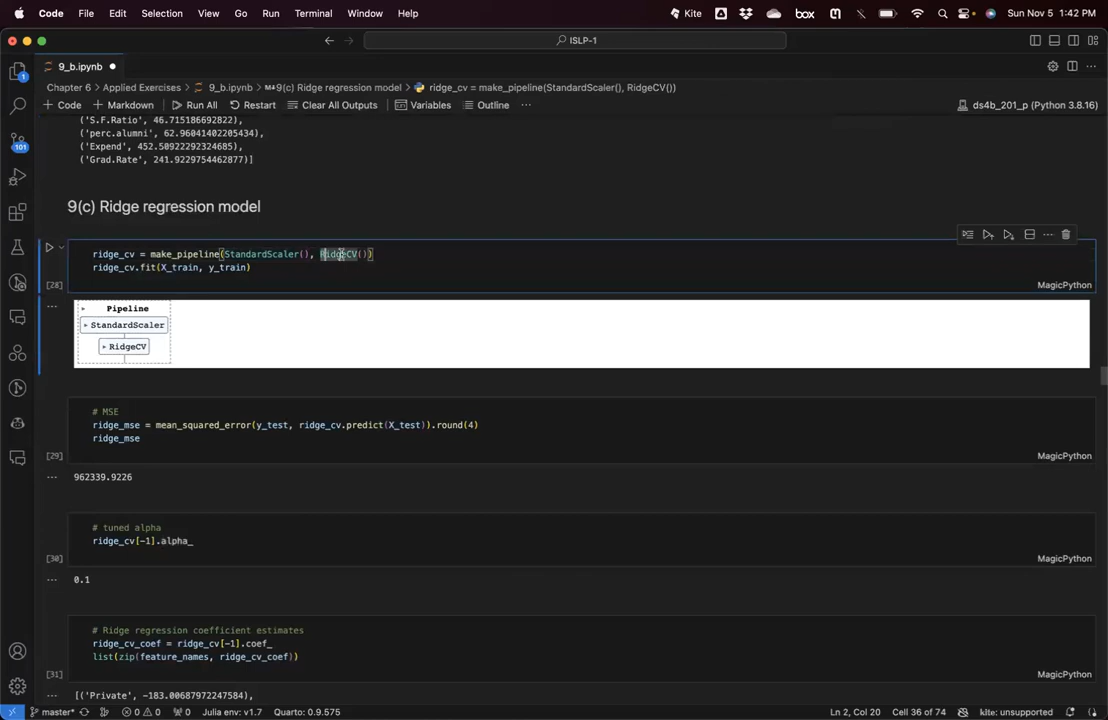 Code File Edit Selection View Go Run Terminal Window Help Kite box Sun Nov 5 1:42 PM
ISLP-1
9_b.ipynb
Chapter 6 > Applied Exercises > 9_b.ipynb > M↓9(c) Ridge regression model > ridge_cv = make_pipeline(StandardScaler(), RidgeCV())
+ Code + Markdown Run All Restart Clear All Outputs Variables Outline ··· ds4b_201_p (Python 3.8.16)
('S.F.Ratio', 46.715186692822),
('perc.alumni', 62.96041402205434),
101
('Expend', 452.50922292324685),
('Grad.Rate', 241.9229754462877)]
9(c) Ridge regression model
ridge_cv = make_pipeline(StandardScaler(), RidgeCV())
ridge_cv.fit(X_train, y_train)
[28] MagicPython
Pipeline
StandardScaler
RidgeCV
# MSE
ridge_mse = mean_squared_error(y_test, ridge_cv.predict(X_test)).round(4)
ridge_mse
[29] MagicPython
962339.9226
# tuned alpha
ridge_cv[-1].alpha_
[30] MagicPython
0.1
# Ridge regression coefficient estimates
ridge_cv_coef = ridge_cv[-1].coef_
list(zip(feature_names, ridge_cv_coef))
[31] MagicPython
[('Private', -183.00687972247584),
master* 0 0 0 Julia env: v1.7 Quarto: 0.9.575 Ln 2, Col 20 Cell 36 of 74 kite: unsupported